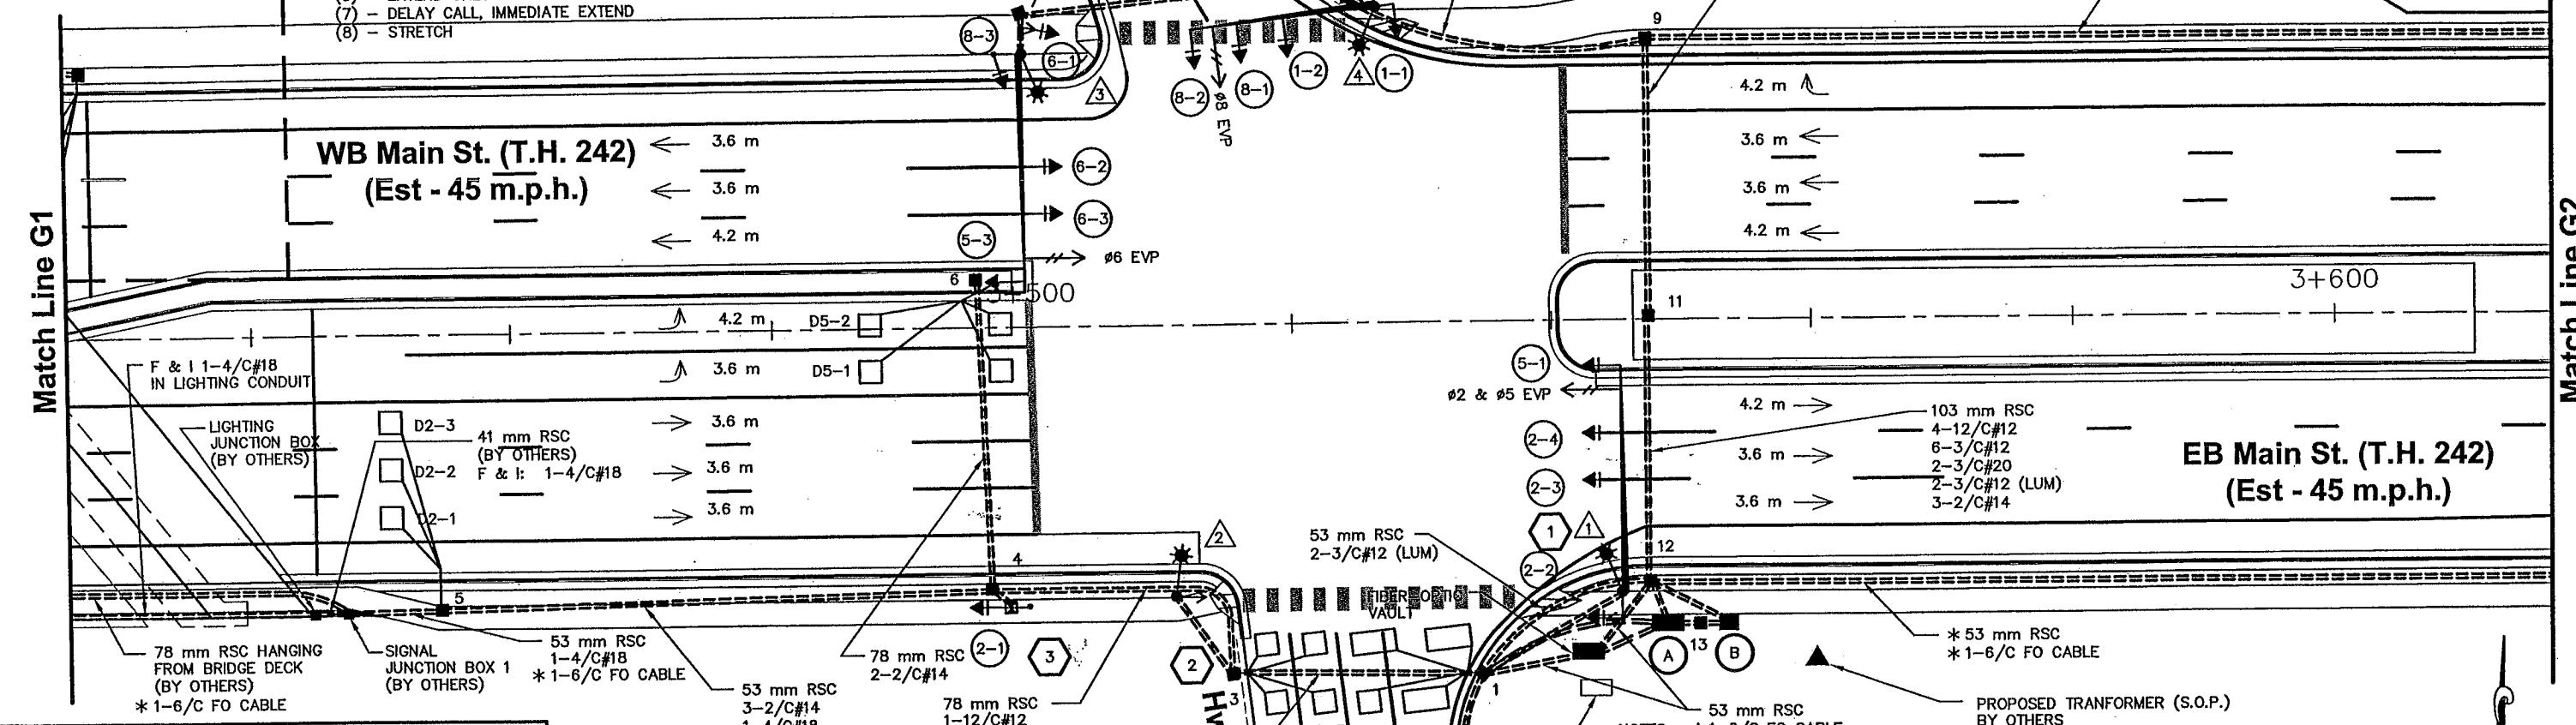 (7) – DELAY CALL, IMMEDIATE EXTEND
(8) – STRETCH
8-3
6-1
3
8-2
Ø8 EVP
8-1
1-2
4
1-1
9
4.2 m
WB Main St. (T.H. 242)
(Est - 45 m.p.h.)
3.6 m
3.6 m
4.2 m
6-2
6-3
5-3
Ø6 EVP
3.6 m
3.6 m
4.2 m
Match Line G1
Match Line G2
6
3+500
3+600
11
4.2 m
D5-2
3.6 m
D5-1
F & I 1-4/C#18
IN LIGHTING CONDUIT
5-1
Ø2 & Ø5 EVP
4.2 m
3.6 m
3.6 m
LIGHTING
JUNCTION BOX
(BY OTHERS)
D2-3
D2-2
D2-1
41 mm RSC
(BY OTHERS)
F & I: 1-4/C#18
3.6 m
3.6 m
3.6 m
2-4
2-3
103 mm RSC
4-12/C#12
6-3/C#12
2-3/C#20
2-3/C#12 (LUM)
3-2/C#14
EB Main St. (T.H. 242)
(Est - 45 m.p.h.)
53 mm RSC
2-3/C#12 (LUM)
1
1
2-2
12
2
4
5
FIBER OPTIC
VAULT
78 mm RSC HANGING
FROM BRIDGE DECK
(BY OTHERS)
* 1-6/C FO CABLE
SIGNAL
JUNCTION BOX 1
(BY OTHERS)
53 mm RSC
1-4/C#18
* 1-6/C FO CABLE
53 mm RSC
3-2/C#14
1-4/C#18
78 mm RSC
2-2/C#14
2-1
3
78 mm RSC
1-12/C#12
2
3
1
A
13
B
* 53 mm RSC
* 1-6/C FO CABLE
53 mm RSC
PROPOSED TRANFORMER (S.O.P.)
BY OTHERS